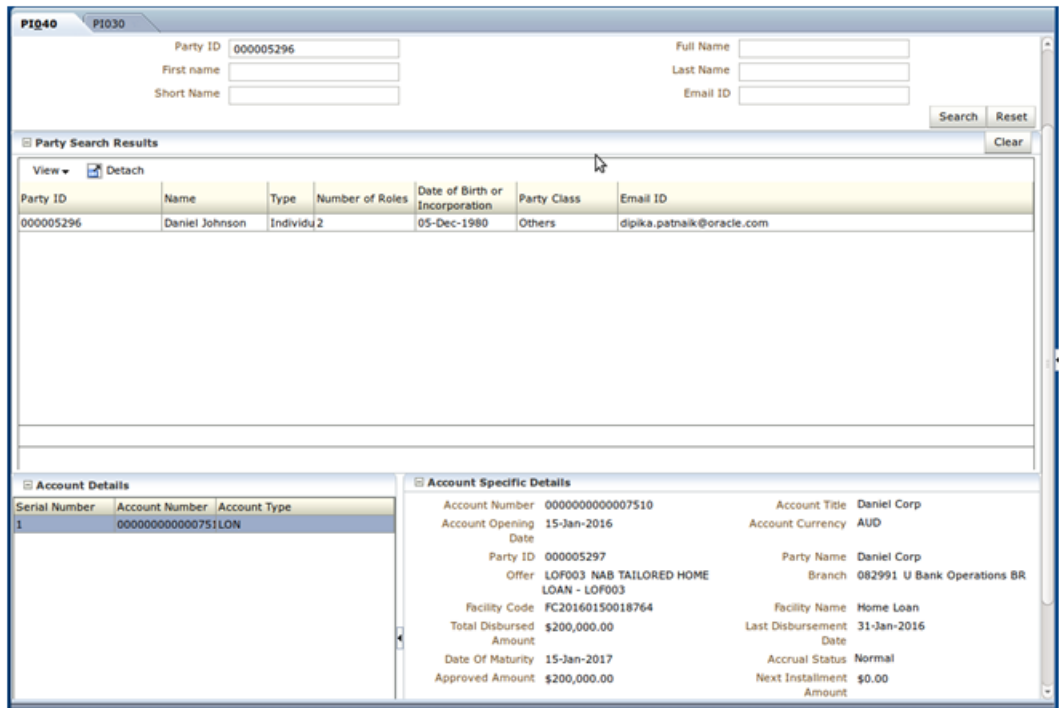 PI040 PI030
Party ID 000005296 Full Name
First name Last Name
Short Name Email ID
Search Reset
Party Search Results Clear
View Detach
Party ID Name Type Number of Roles Date of Birth or Incorporation Party Class Email ID
000005296 Daniel Johnson Individu 2 05-Dec-1980 Others dipika.patnaik@oracle.com
Account Details
Serial Number Account Number Account Type
1 000000000000751 LON
Account Specific Details
Account Number 0000000000007510 Account Title Daniel Corp
Account Opening Date 15-Jan-2016 Account Currency AUD
Party ID 000005297 Party Name Daniel Corp
Offer LOF003 NAB TAILORED HOME LOAN - LOF003 Branch 082991 U Bank Operations BR
Facility Code FC20160150018764 Facility Name Home Loan
Total Disbursed Amount $200,000.00 Last Disbursement Date 31-Jan-2016
Date Of Maturity 15-Jan-2017 Accrual Status Normal
Approved Amount $200,000.00 Next Installment Amount $0.00